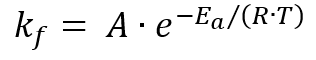 k_f = A · e^{-E_a/(R·T)}